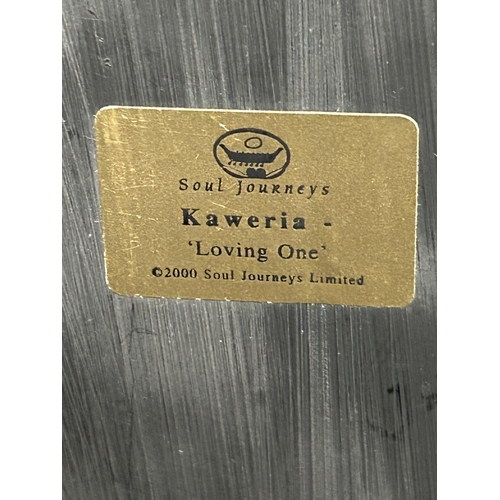 Soul Journeys
Kaweria -
‘Loving One’
©2000 Soul Journeys Limited